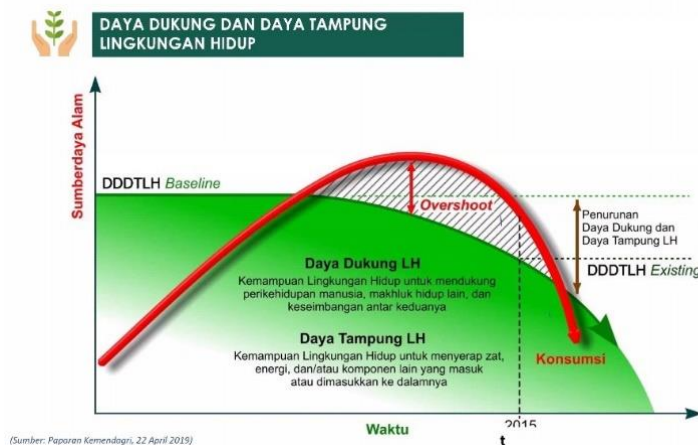 DAYA DUKUNG DAN DAYA TAMPUNG
LINGKUNGAN HIDUP
Sumberdaya Alam
DDDTLH Baseline
Overshoot
Penurunan
Daya Dukung dan
Daya Tampung LH
DDDTLH Existing
Daya Dukung LH
Kemampuan Lingkungan Hidup untuk mendukung
perikehidupan manusia, makhluk hidup lain, dan
keseimbangan antar keduanya
Daya Tampung LH
Kemampuan Lingkungan Hidup untuk menyerap zat,
energi, dan/atau komponen lain yang masuk
atau dimasukkan ke dalamnya
Konsumsi
Waktu
2015
t
(Sumber: Paparan Kemendagri, 22 April 2019)